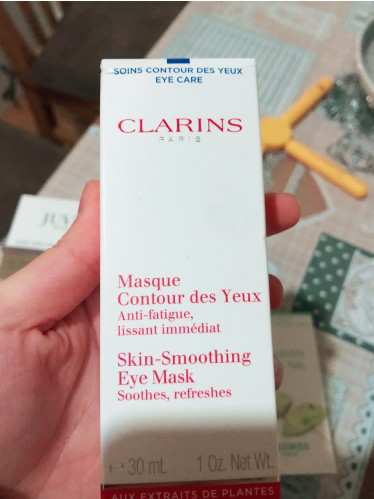 SOINS CONTOUR DES YEUX
EYE CARE
CLARINS
PARIS
Masque
Contour des Yeux
Anti-fatigue,
lissant immédiat
Skin-Smoothing
Eye Mask
Soothes, refreshes
30 mL 1 Oz. Net Wt.
AUX EXTRAITS DE PLANTES